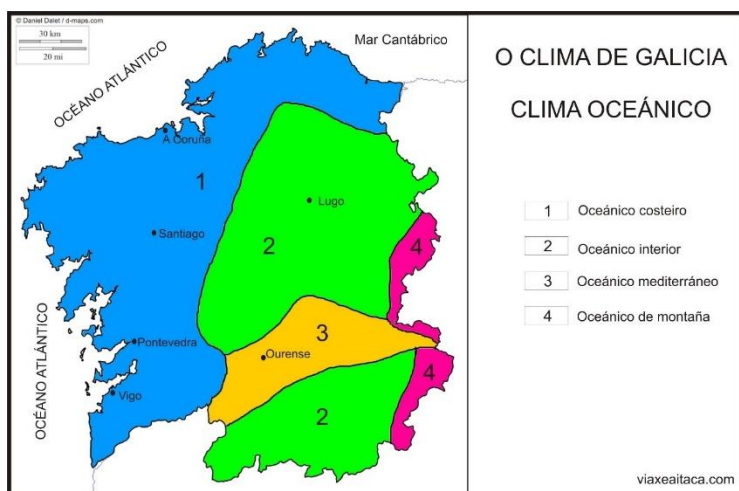 © Daniel Dalet / d-maps.com
30 km
20 mi
Mar Cantábrico
OCÉANO ATLÁNTICO
A Coruña
1
Lugo
Santiago
2
4
OCÉANO ATLÁNTICO
3
Pontevedra
Ourense
4
Vigo
2
O CLIMA DE GALICIA
CLIMA OCEÁNICO
1 Oceánico costeiro
2 Oceánico interior
3 Oceánico mediterráneo
4 Oceánico de montaña
viaxeaitaca.com